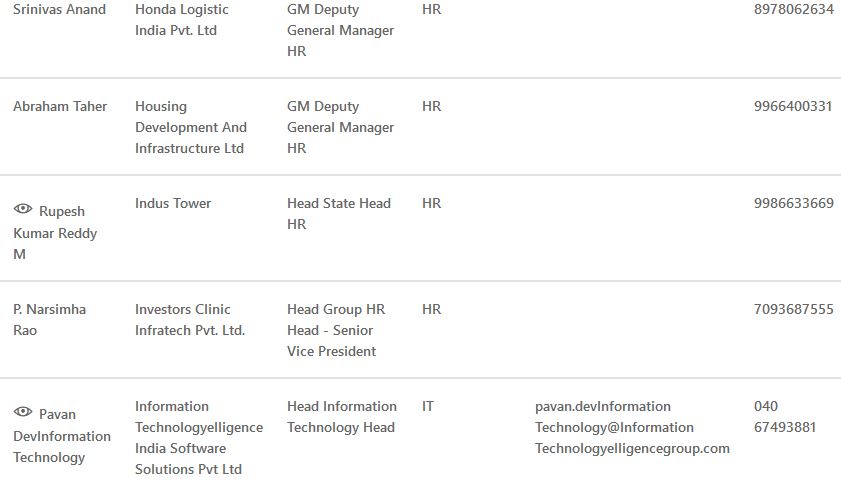 Srinivas Anand
Honda Logistic
India Pvt. Ltd
GM Deputy
General Manager
HR
HR
8978062634
Abraham Taher
Housing
Development And
Infrastructure Ltd
GM Deputy
General Manager
HR
HR
9966400331
Rupesh
Kumar Reddy
M
Indus Tower
Head State Head
HR
HR
9986633669
P. Narsimha
Rao
Investors Clinic
Infratech Pvt. Ltd.
Head Group HR
Head - Senior
Vice President
HR
7093687555
Pavan
DevInformation
Technology
Information
Technologyelligence
India Software
Solutions Pvt Ltd
Head Information
Technology Head
IT
pavan.devInformation
Technology@Information
Technologyelligencegroup.com
040
67493881